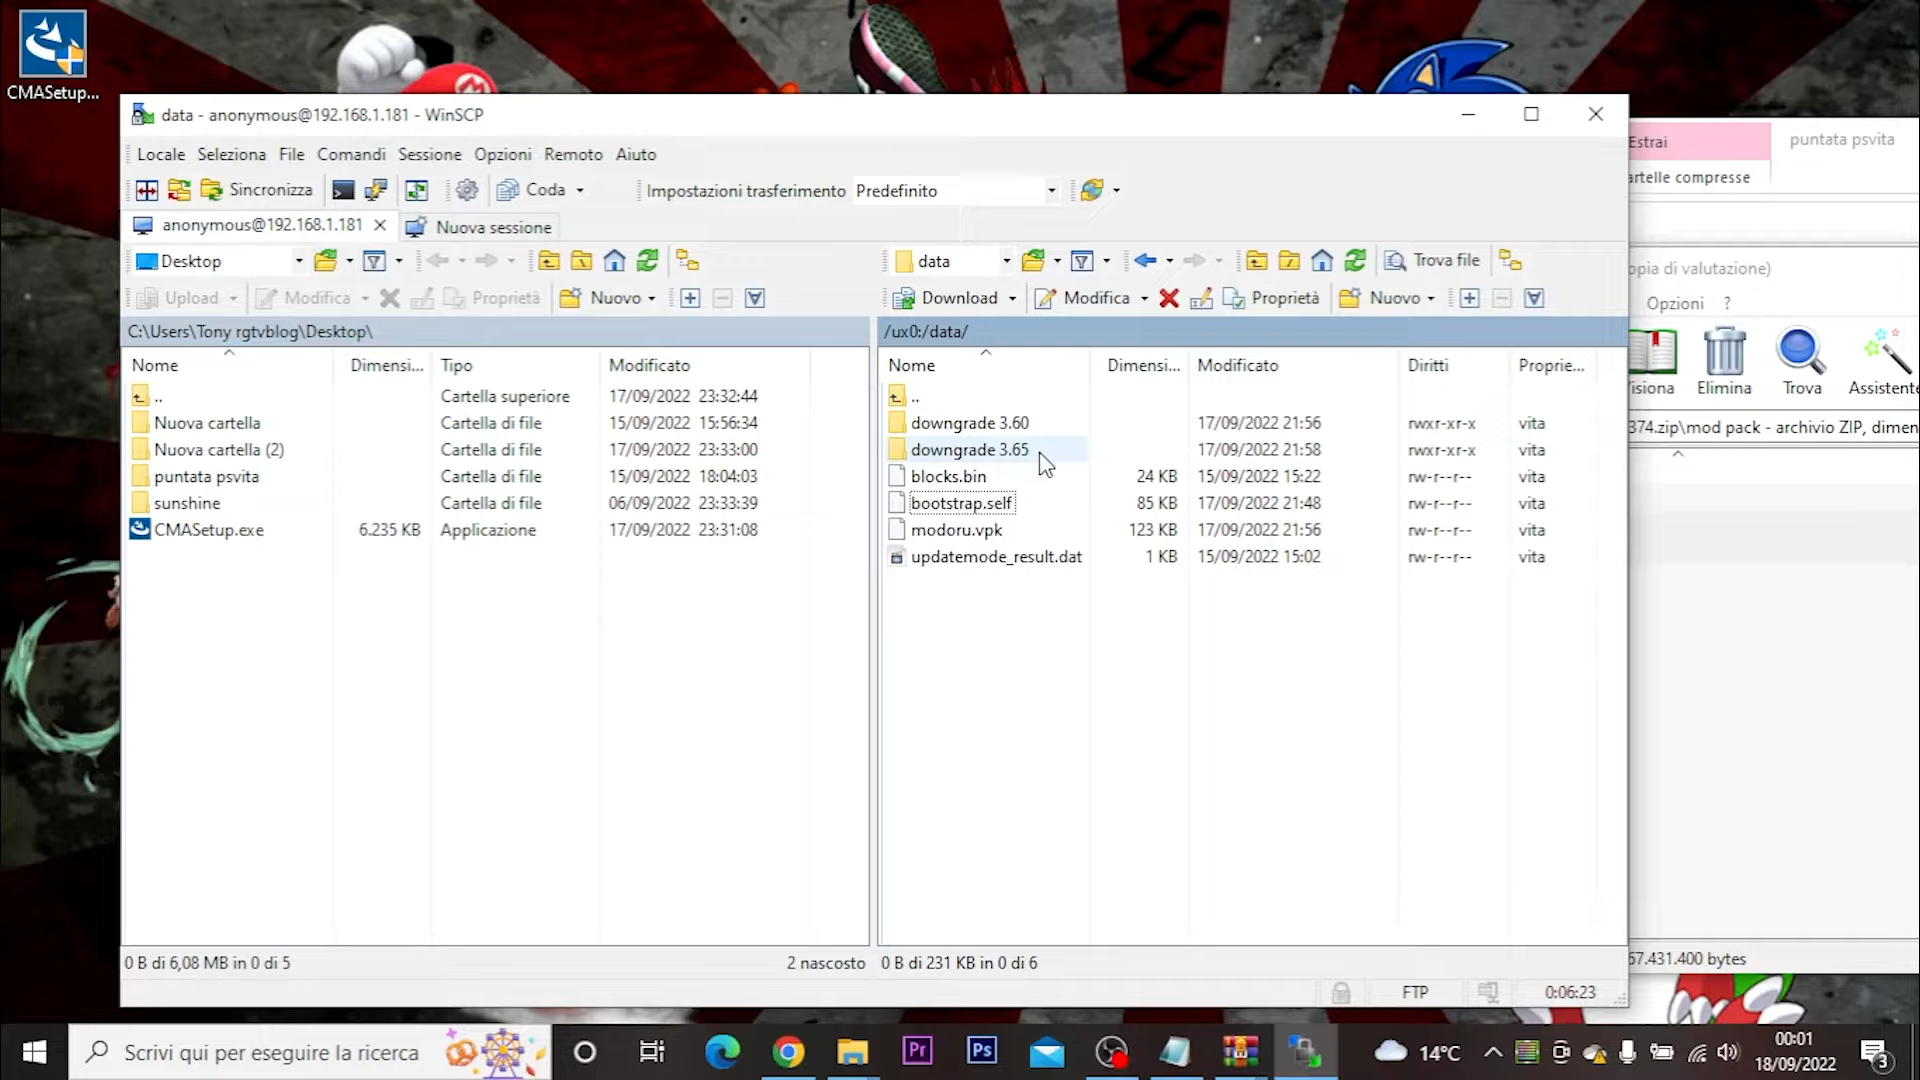 CMASetup...
data - anonymous@192.168.1.181 - WinSCP
Locale Seleziona File Comandi Sessione Opzioni Remoto Aiuto
Sincronizza Coda Impostazioni trasferimento Predefinito
anonymous@192.168.1.181 Nuova sessione
Desktop
Upload Modifica Proprietà Nuovo
C:\Users\Tony rgtvblog\Desktop\
Nome Dimensi... Tipo Modificato
.. Cartella superiore 17/09/2022 23:32:44
Nuova cartella Cartella di file 15/09/2022 15:56:34
Nuova cartella (2) Cartella di file 17/09/2022 23:33:00
puntata psvita Cartella di file 15/09/2022 18:04:03
sunshine Cartella di file 06/09/2022 23:33:39
CMASetup.exe 6.235 KB Applicazione 17/09/2022 23:31:08
0 B di 6,08 MB in 0 di 5 2 nascosto
data Trova file
Download Modifica Proprietà Nuovo
/ux0:/data/
Nome Dimensi... Modificato Diritti Proprie...
..
downgrade 3.60 17/09/2022 21:56 rwxr-xr-x vita
downgrade 3.65 17/09/2022 21:58 rwxr-xr-x vita
blocks.bin 24 KB 15/09/2022 15:22 rw-r--r-- vita
bootstrap.self 85 KB 17/09/2022 21:48 rw-r--r-- vita
modoru.vpk 123 KB 17/09/2022 21:56 rw-r--r-- vita
updatemode_result.dat 1 KB 15/09/2022 15:02 rw-r--r-- vita
0 B di 231 KB in 0 di 6
FTP 0:06:23
Estrai puntata psvita
artelle compresse
opia di valutazione)
Opzioni ?
isiona Elimina Trova Assistente
374.zip\mod pack - archivio ZIP, dimen
67.431.400 bytes
Scrivi qui per eseguire la ricerca
Pr
Ps
14°C
00:01
18/09/2022
3